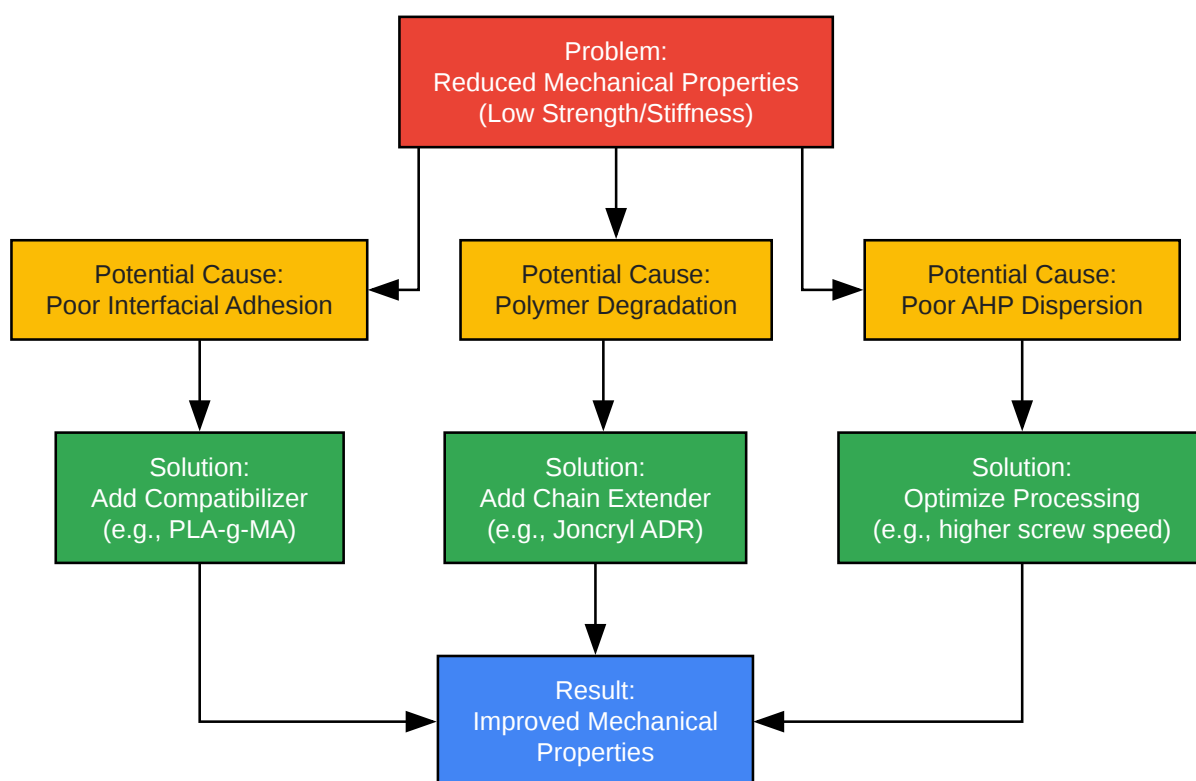 Problem:
Reduced Mechanical Properties
(Low Strength/Stiffness)
Potential Cause:
Poor Interfacial Adhesion
Potential Cause:
Polymer Degradation
Potential Cause:
Poor AHP Dispersion
Solution:
Add Compatibilizer
(e.g., PLA-g-MA)
Solution:
Add Chain Extender
(e.g., Joncryl ADR)
Solution:
Optimize Processing
(e.g., higher screw speed)
Result:
Improved Mechanical
Properties